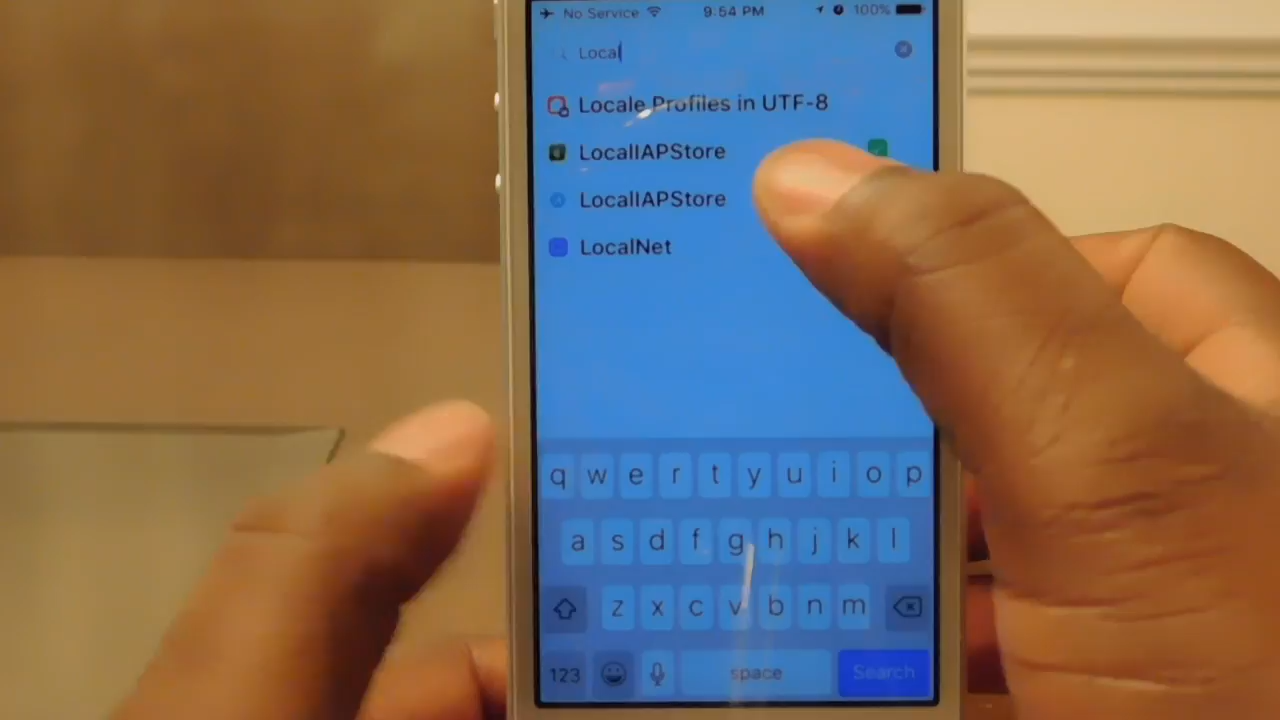 No Service 9:54 PM 100%
Local
Locale Profiles in UTF-8
LocalIAPStore
LocalIAPStore
LocalNet
q w e r t y u i o p
a s d f g h j k l
z x c v b n m
123 space Search